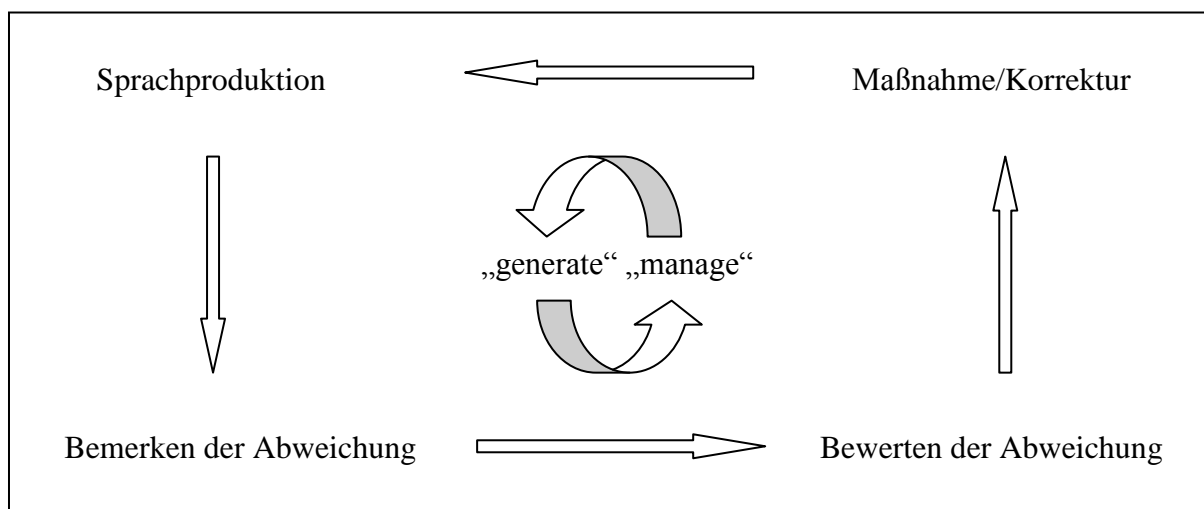 Sprachproduktion
Maßnahme/Korrektur
„generate“ „manage“
Bemerken der Abweichung
Bewerten der Abweichung